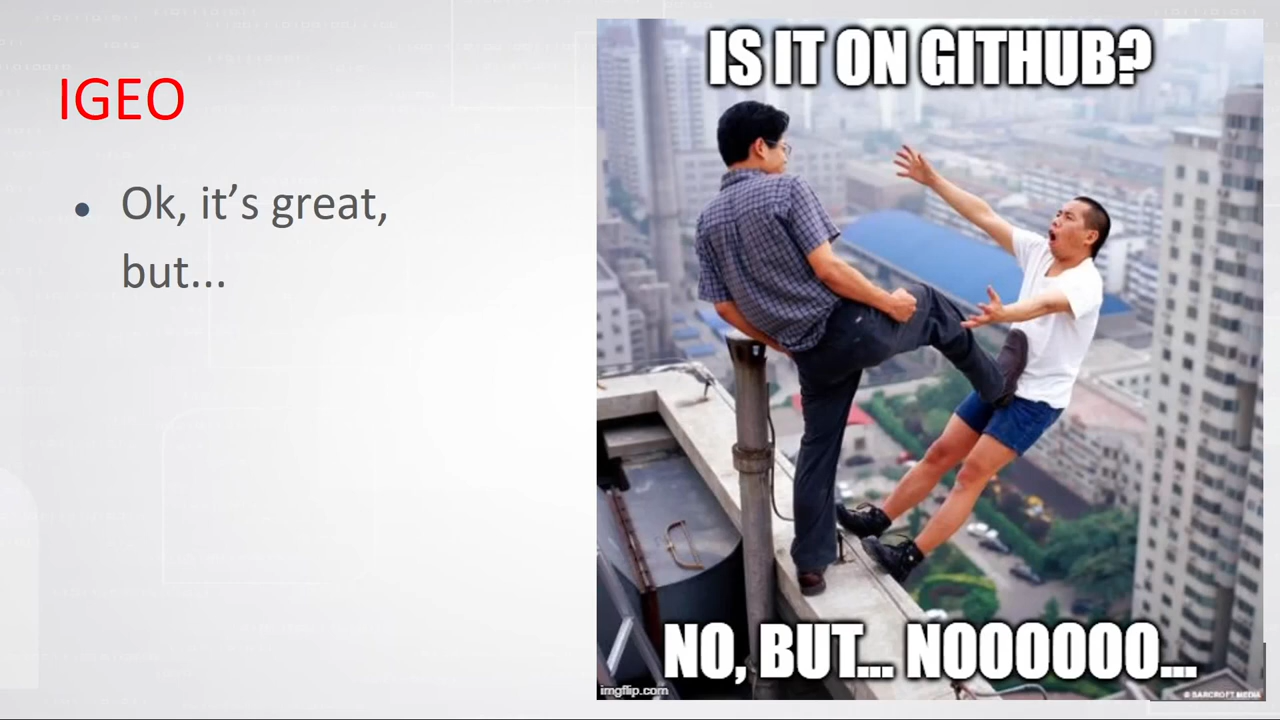 IGEO
● Ok, it’s great,
but...
IS IT ON GITHUB?
NO, BUT... NOOOOOO...
imgflip.com
© BARCROFT MEDIA